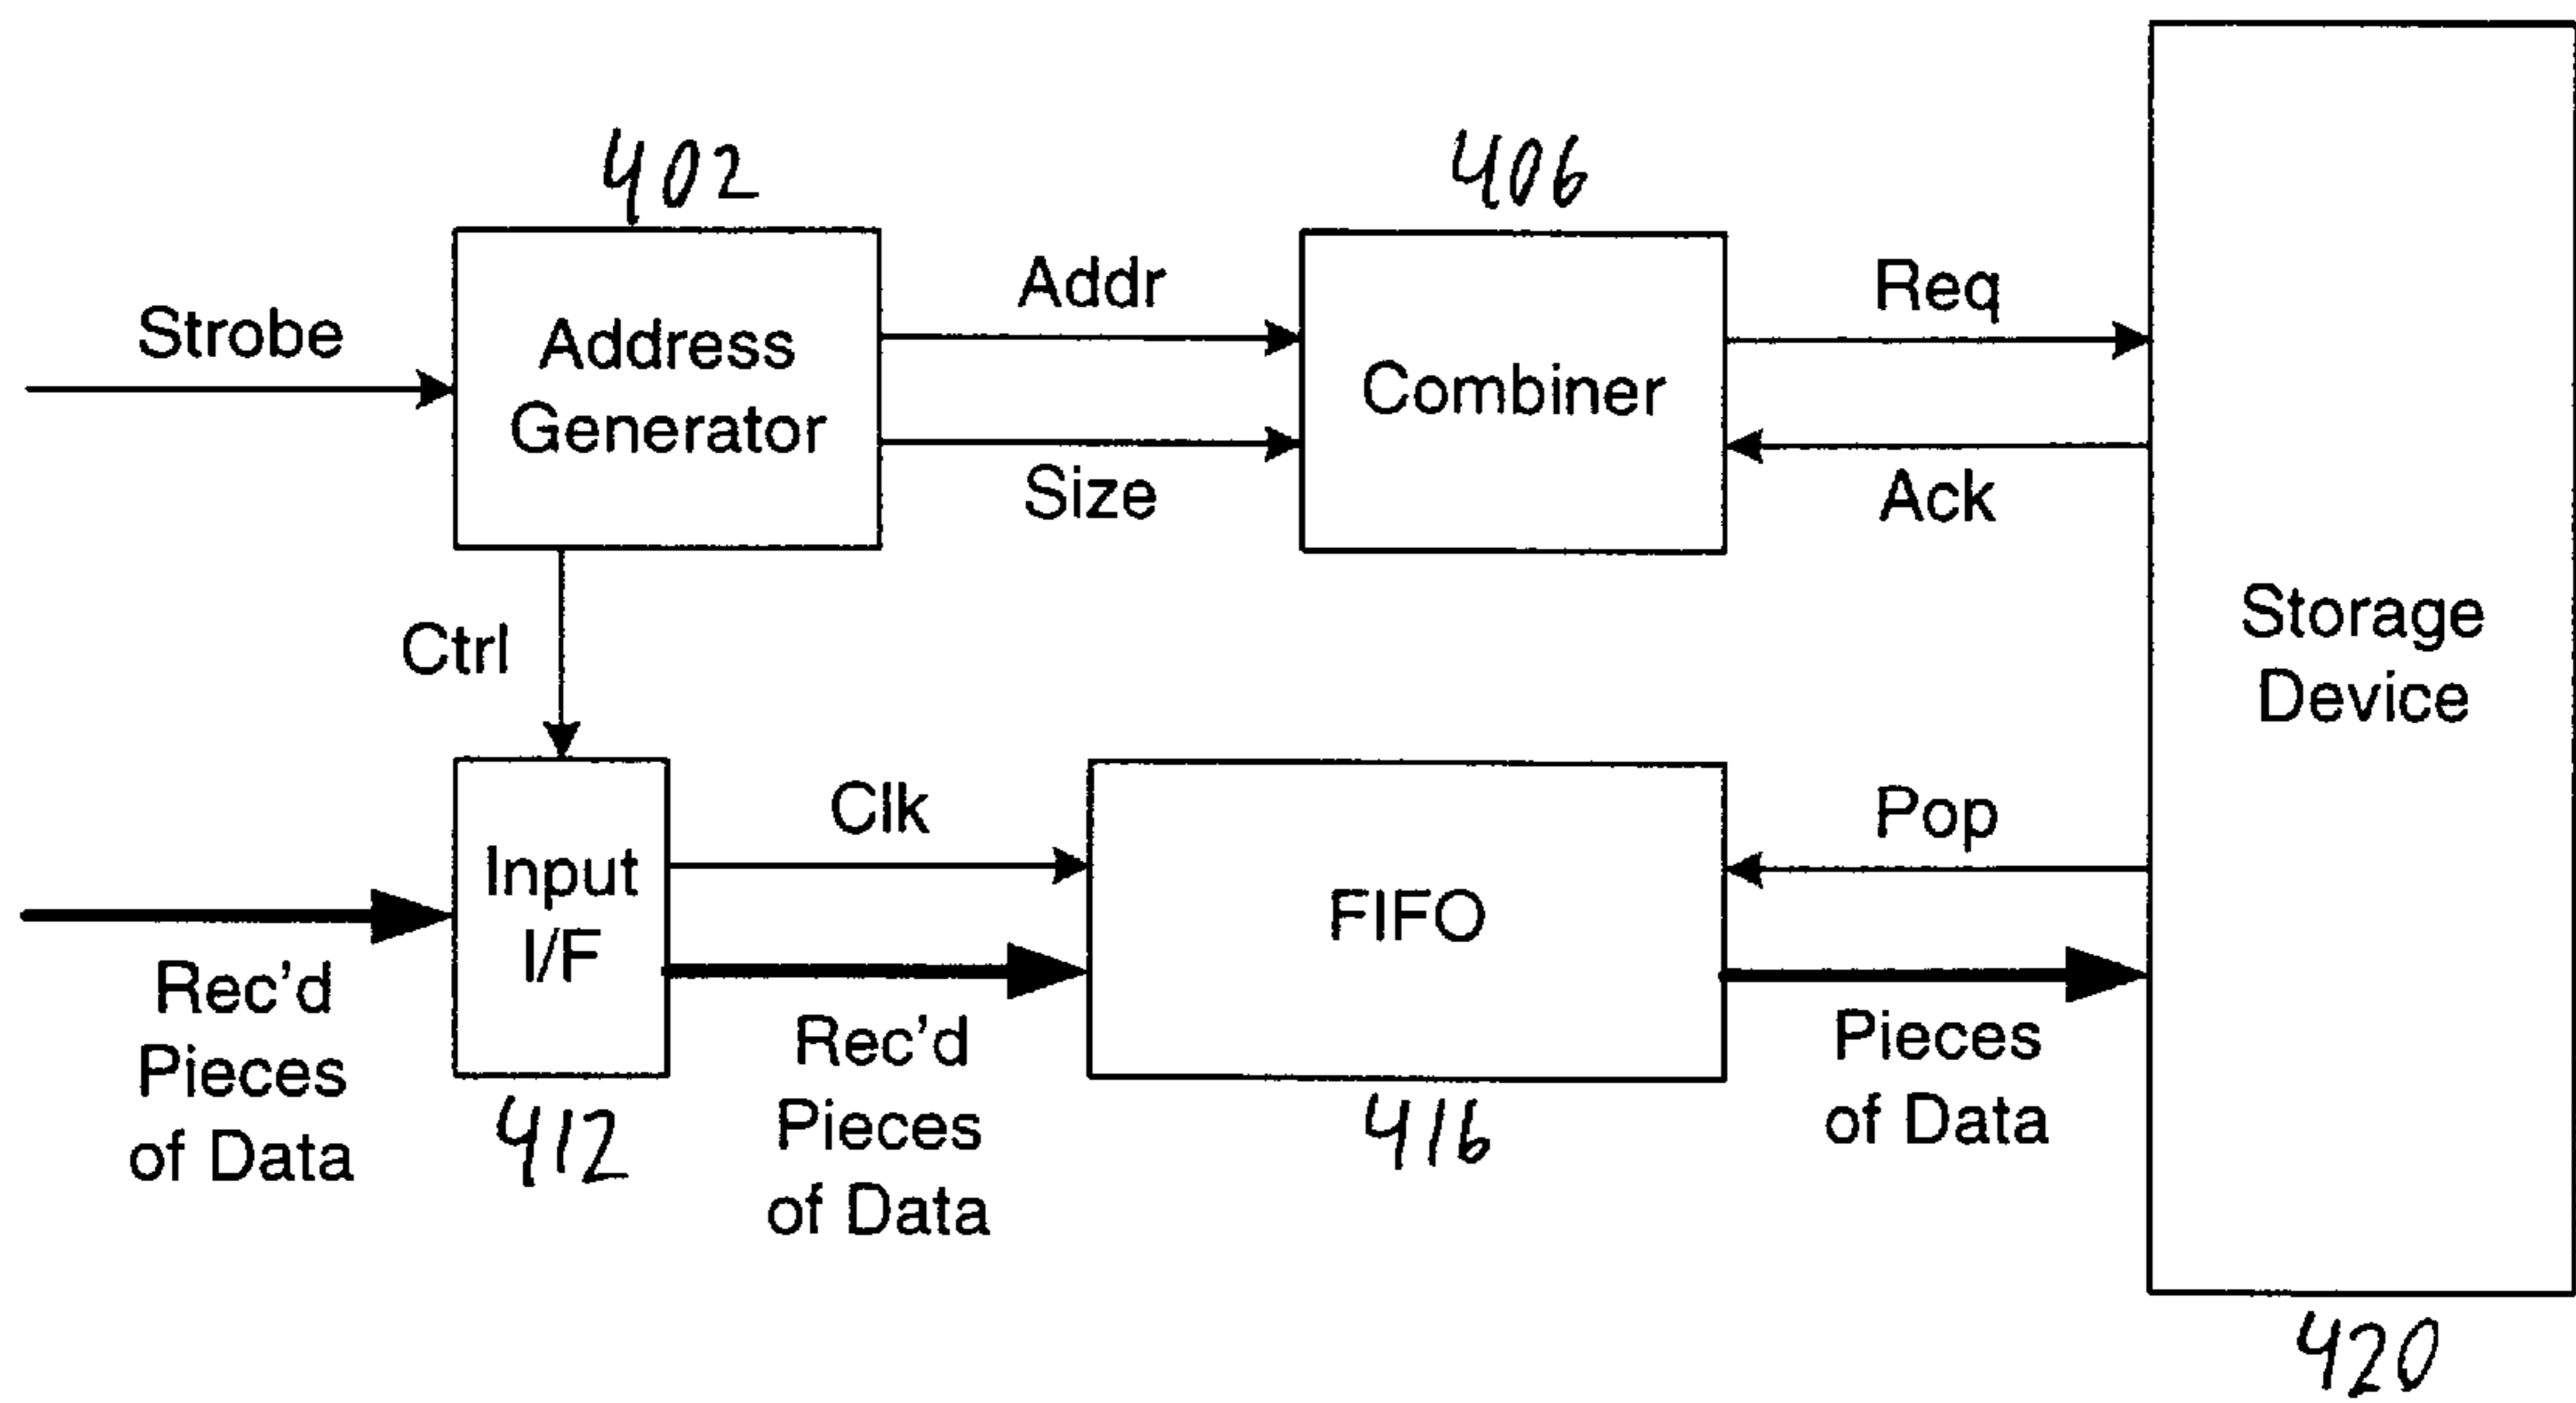 402
406
Strobe
Address
Generator
Addr
Size
Combiner
Req
Ack
Storage
Device
Ctrl
Rec'd
Pieces
of Data
Input
I/F
412
Clk
Rec'd
Pieces
of Data
FIFO
416
Pop
Pieces
of Data
420